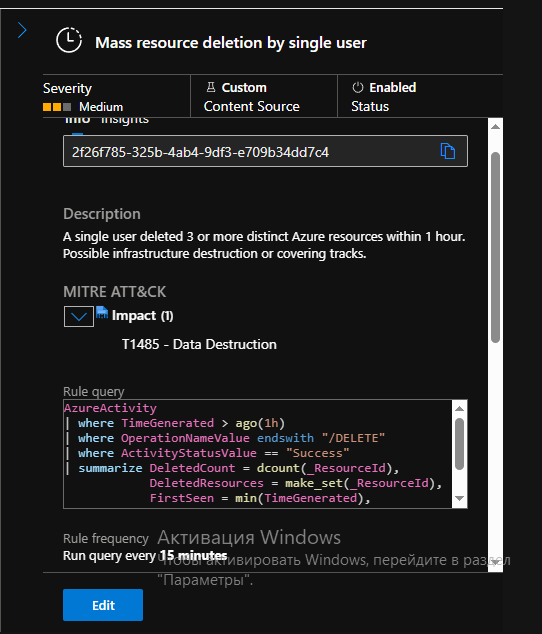 Mass resource deletion by single user
Severity
Medium
Custom
Content Source
Enabled
Status
Info Insights
2f26f785-325b-4ab4-9df3-e709b34dd7c4
Description
A single user deleted 3 or more distinct Azure resources within 1 hour.
Possible infrastructure destruction or covering tracks.
MITRE ATT&CK
Impact (1)
T1485 - Data Destruction
Rule query
AzureActivity
| where TimeGenerated > ago(1h)
| where OperationNameValue endswith "/DELETE"
| where ActivityStatusValue == "Success"
| summarize DeletedCount = dcount(_ResourceId),
DeletedResources = make_set(_ResourceId),
FirstSeen = min(TimeGenerated),
Rule frequency
Run query every 15 minutes
Активация Windows
Чтобы активировать Windows, перейдите в раздел
"Параметры".
Edit